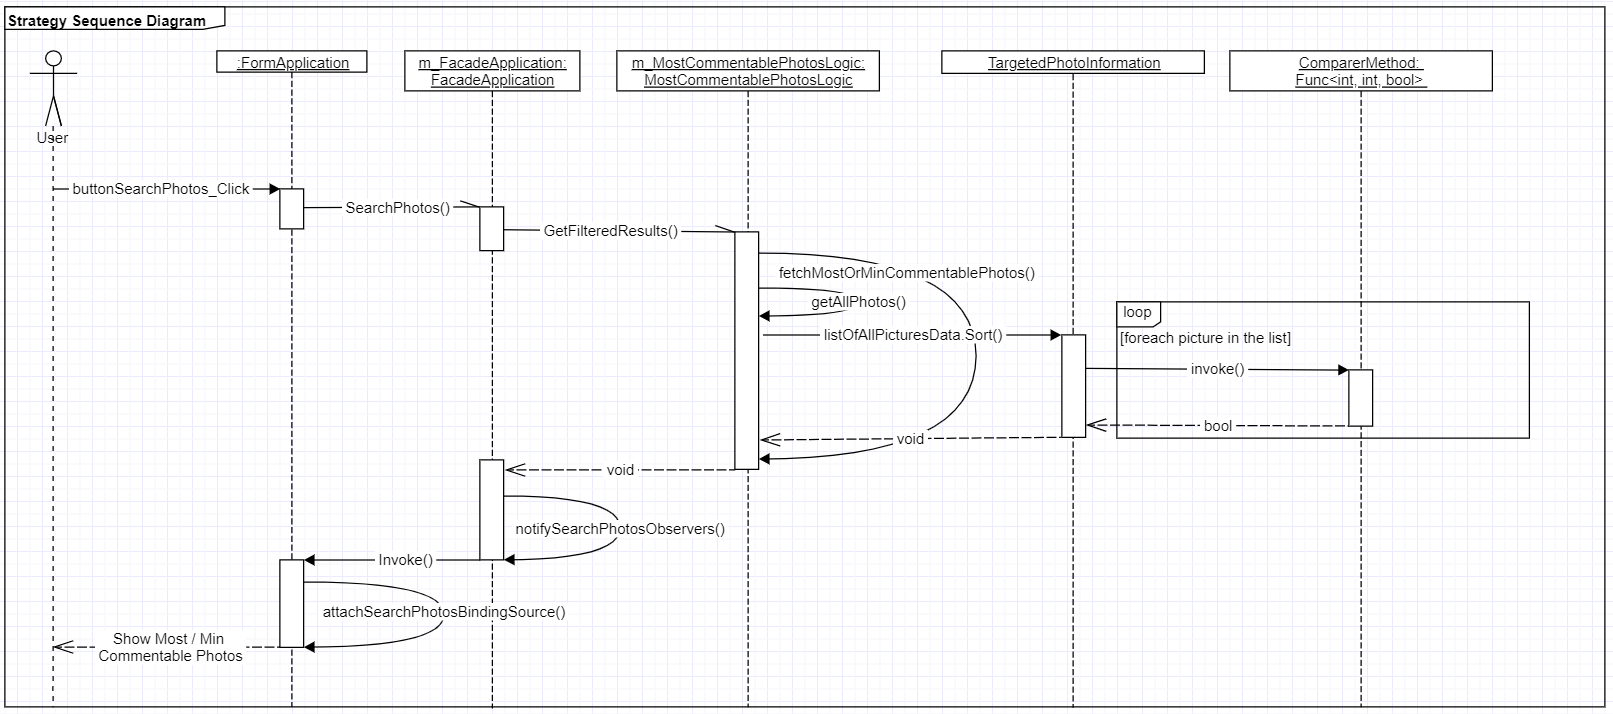 Strategy Sequence Diagram
:FormApplication
m_FacadeApplication:
FacadeApplication
m_MostCommentablePhotosLogic:
MostCommentablePhotosLogic
TargetedPhotoInformation
ComparerMethod:
Func<int, int, bool>
User
buttonSearchPhotos_Click
SearchPhotos()
GetFilteredResults()
fetchMostOrMinCommentablePhotos()
getAllPhotos()
loop
listOfAllPicturesData.Sort()
[foreach picture in the list]
invoke()
bool
void
void
notifySearchPhotosObservers()
Invoke()
attachSearchPhotosBindingSource()
Show Most / Min
Commentable Photos